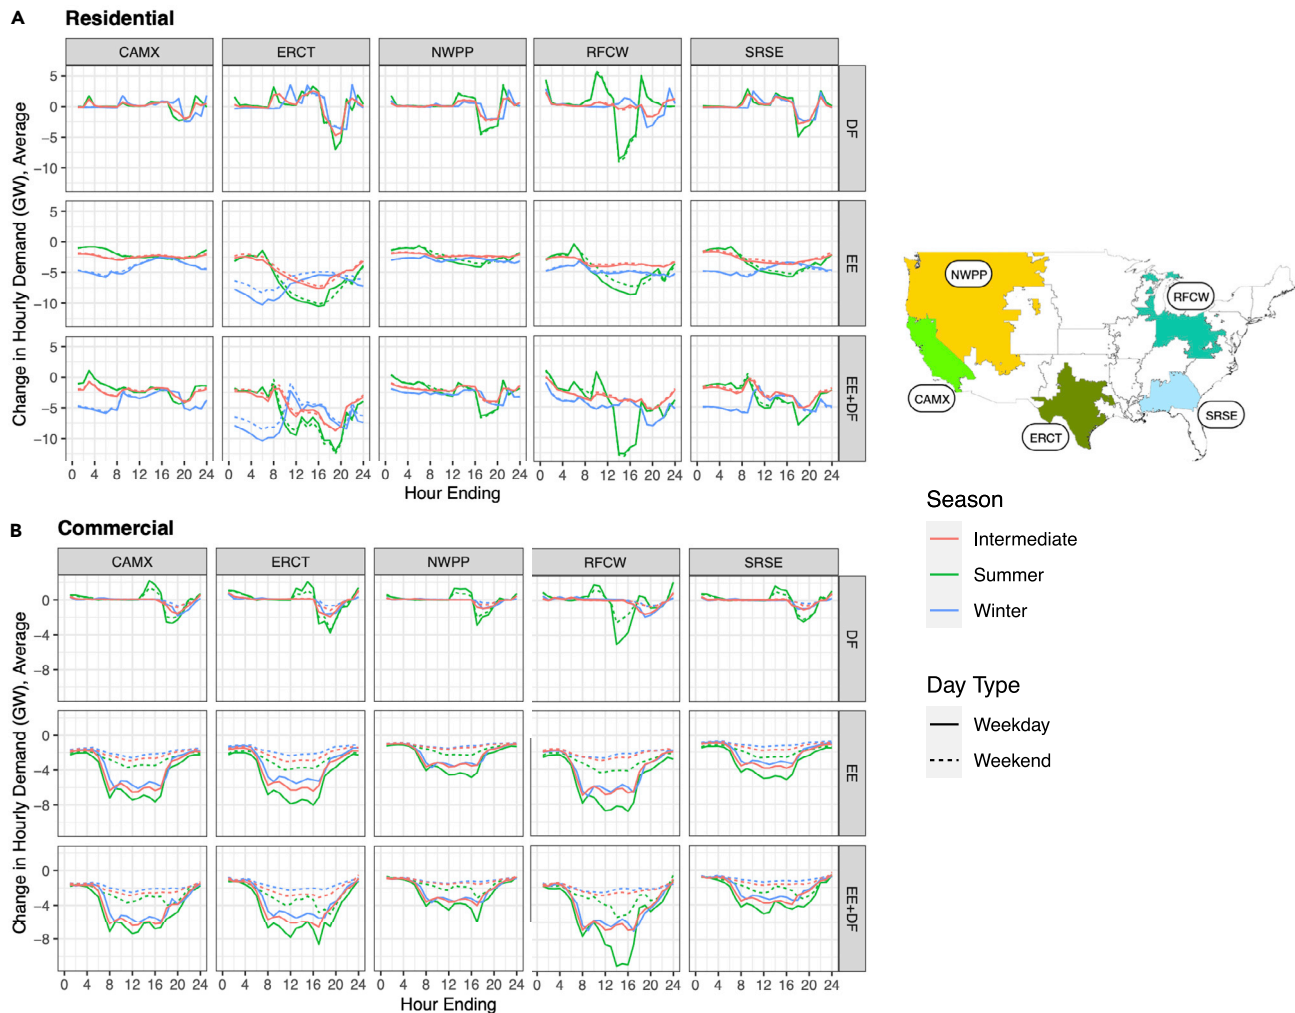 A Residential
CAMX ERCT NWPP RFCW SRSE
5
0
−5
−10
DF
5
0
−5
−10
EE
5
0
−5
−10
EE+DF
Change in Hourly Demand (GW), Average
0 4 8 12 16 20 24 0 4 8 12 16 20 24 0 4 8 12 16 20 24 0 4 8 12 16 20 24 0 4 8 12 16 20 24
Hour Ending
NWPP
RFCW
CAMX
SRSE
ERCT
Season
Intermediate
Summer
Winter
Day Type
Weekday
Weekend
B Commercial
CAMX ERCT NWPP RFCW SRSE
0
−4
−8
DF
0
−4
−8
EE
0
−4
−8
EE+DF
Change in Hourly Demand (GW), Average
0 4 8 12 16 20 24 0 4 8 12 16 20 24 0 4 8 12 16 20 24 0 4 8 12 16 20 24 0 4 8 12 16 20 24
Hour Ending